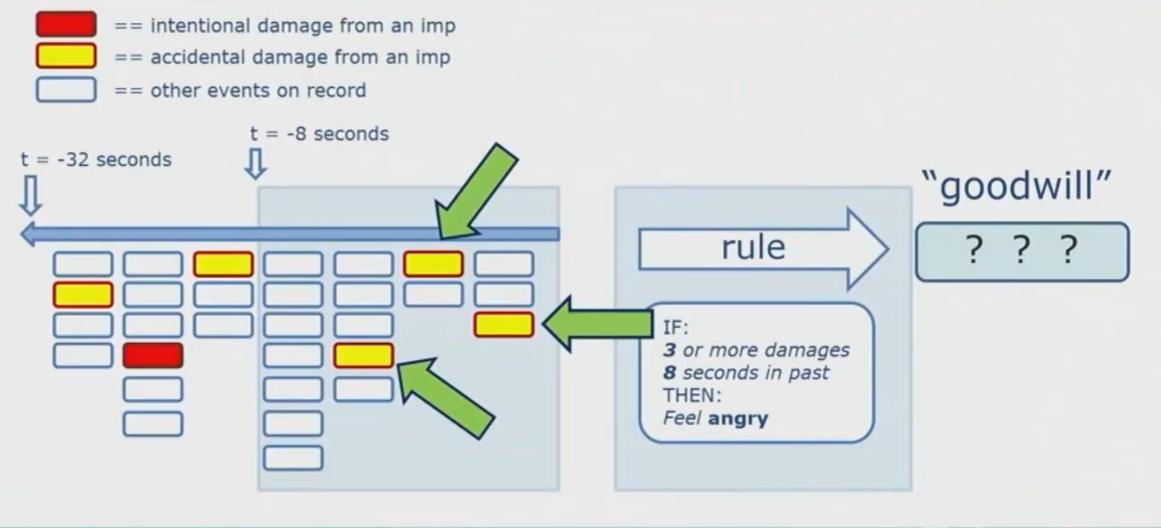 == intentional damage from an imp
== accidental damage from an imp
== other events on record
t = -8 seconds
t = -32 seconds
"goodwill"
rule
? ? ?
IF:
3 or more damages
8 seconds in past
THEN:
Feel angry